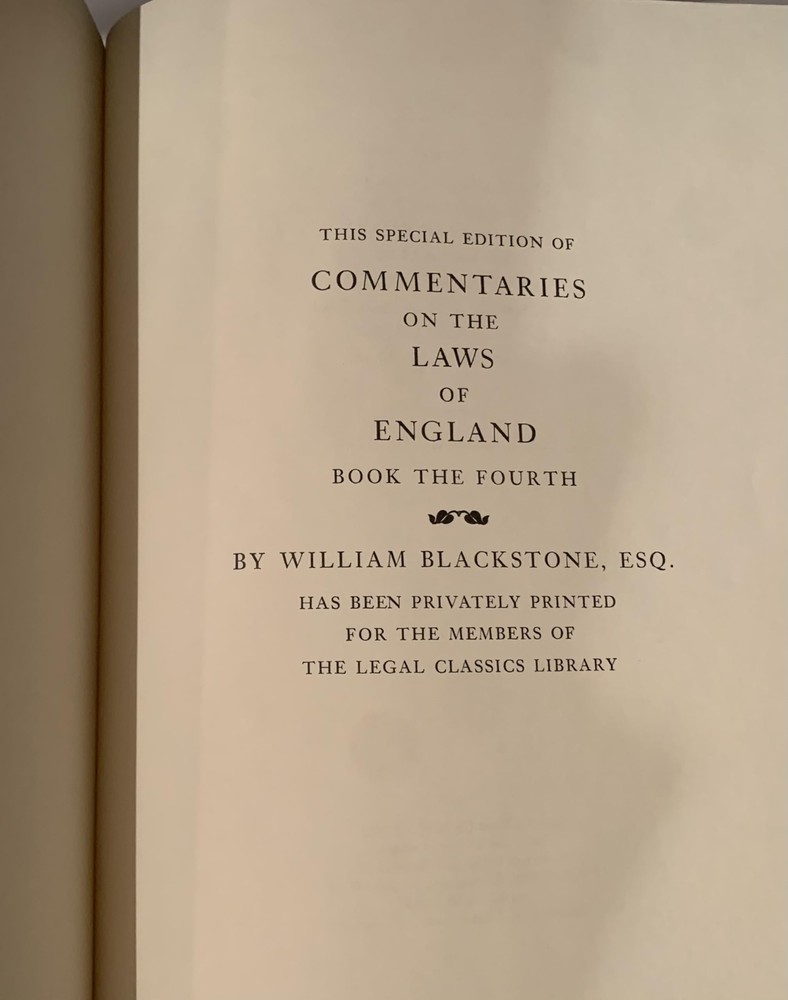 THIS SPECIAL EDITION OF
COMMENTARIES
ON THE
LAWS
OF
ENGLAND
BOOK THE FOURTH
BY WILLIAM BLACKSTONE, ESQ.
HAS BEEN PRIVATELY PRINTED
FOR THE MEMBERS OF
THE LEGAL CLASSICS LIBRARY